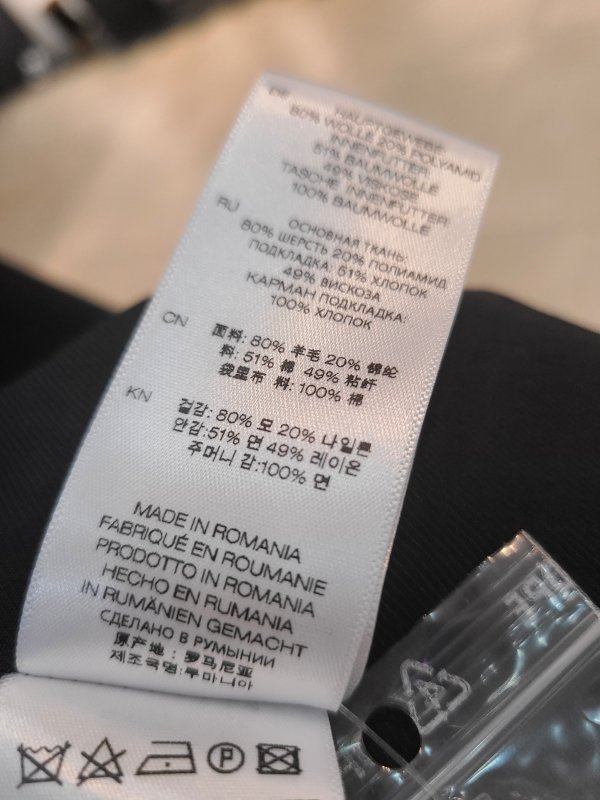 DE
HAUPTGEWEBE
80% WOLLE 20% POLYAMID
INNENFUTTER
51% BAUMWOLLE
49% VISKOSE
TASCHE INNENFUTTER
100% BAUMWOLLE
RU
ОСНОВНАЯ ТКАНЬ:
80% ШЕРСТЬ 20% ПОЛИАМИД
ПОДКЛАДКА: 51% ХЛОПОК
49% ВИСКОЗА
КАРМАН ПОДКЛАДКА:
100% ХЛОПОК
CN
面料: 80% 羊毛 20% 锦纶
料: 51% 棉 49% 粘纤
袋里布 料: 100% 棉
KN
겉감: 80% 모 20% 나일론
안감:51% 면 49% 레이온
주머니 감:100% 면
MADE IN ROMANIA
FABRIQUÉ EN ROUMANIE
PRODOTTO IN ROMANIA
HECHO EN RUMANIA
IN RUMÄNIEN GEMACHT
СДЕЛАНО В РУМЫНИИ
原产地：罗马尼亚
제조국명:루마니아
P
4